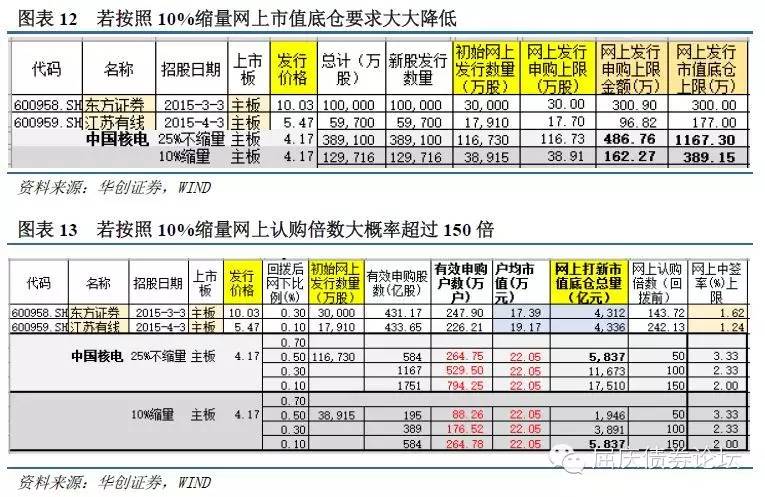 图表 12 若按照 10%缩量网上市值底仓要求大大降低
代码 名称 招股日期 上市板 发行价格 总计（万股） 新股发行数量 初始网上发行数量（万股） 网上发行申购上限（万股） 网上发行申购上限金额(万) 网上发行市值底仓上限(万)
600958.SH 东方证券 2015-3-3 主板 10.03 100,000 100,000 30,000 30.00 300.90 300.00
600959.SH 江苏有线 2015-4-3 主板 5.47 59,700 59,700 17,910 17.70 96.82 177.00
中国核电 25%不缩量 主板 4.17 389,100 389,100 116,730 116.73 486.76 1167.30
10%缩量 主板 4.17 129,716 129,716 38,915 38.91 162.27 389.15
资料来源：华创证券，WIND
图表 13 若按照 10%缩量网上认购倍数大概率超过 150 倍
代码 名称 招股日期 上市板 发行价格 回拨后网下比例(%) 初始网上发行数量（万股） 有效申购股数(亿股) 有效申购户数(万户) 户均市值(万元) 网上打新市值底仓总量(亿元) 网上认购倍数（回拨前） 网上中签率(%)上限
600958.SH 东方证券 2015-3-3 主板 10.03 0.30 30,000 431.17 247.90 17.39 4,312 143.72 1.62
600959.SH 江苏有线 2015-4-3 主板 5.47 0.10 17,910 433.65 226.21 19.17 4,336 242.13 1.24
0.70
中国核电 25%不缩量 主板 4.17 0.50 116,730 584 264.75 22.05 5,837 50 3.33
0.30 1167 529.50 22.05 11,673 100 2.33
0.10 1751 794.25 22.05 17,510 150 2.00
0.70
10%缩量 主板 4.17 0.50 38,915 195 88.26 22.05 1,946 50 3.33
0.30 389 176.52 22.05 3,891 100 2.33
0.10 584 264.78 22.05 5,837 150 2.00
屈庆债券论坛
资料来源：华创证券，WIND